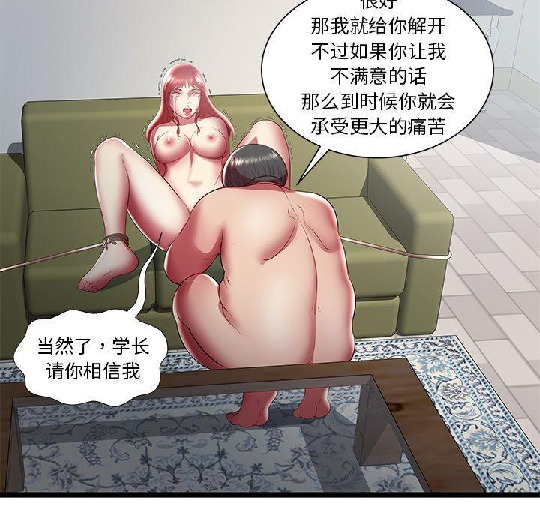 很好
那我就给你解开
不过如果你让我
不满意的话
那么到时候你就会
承受更大的痛苦
当然了，学长
请你相信我